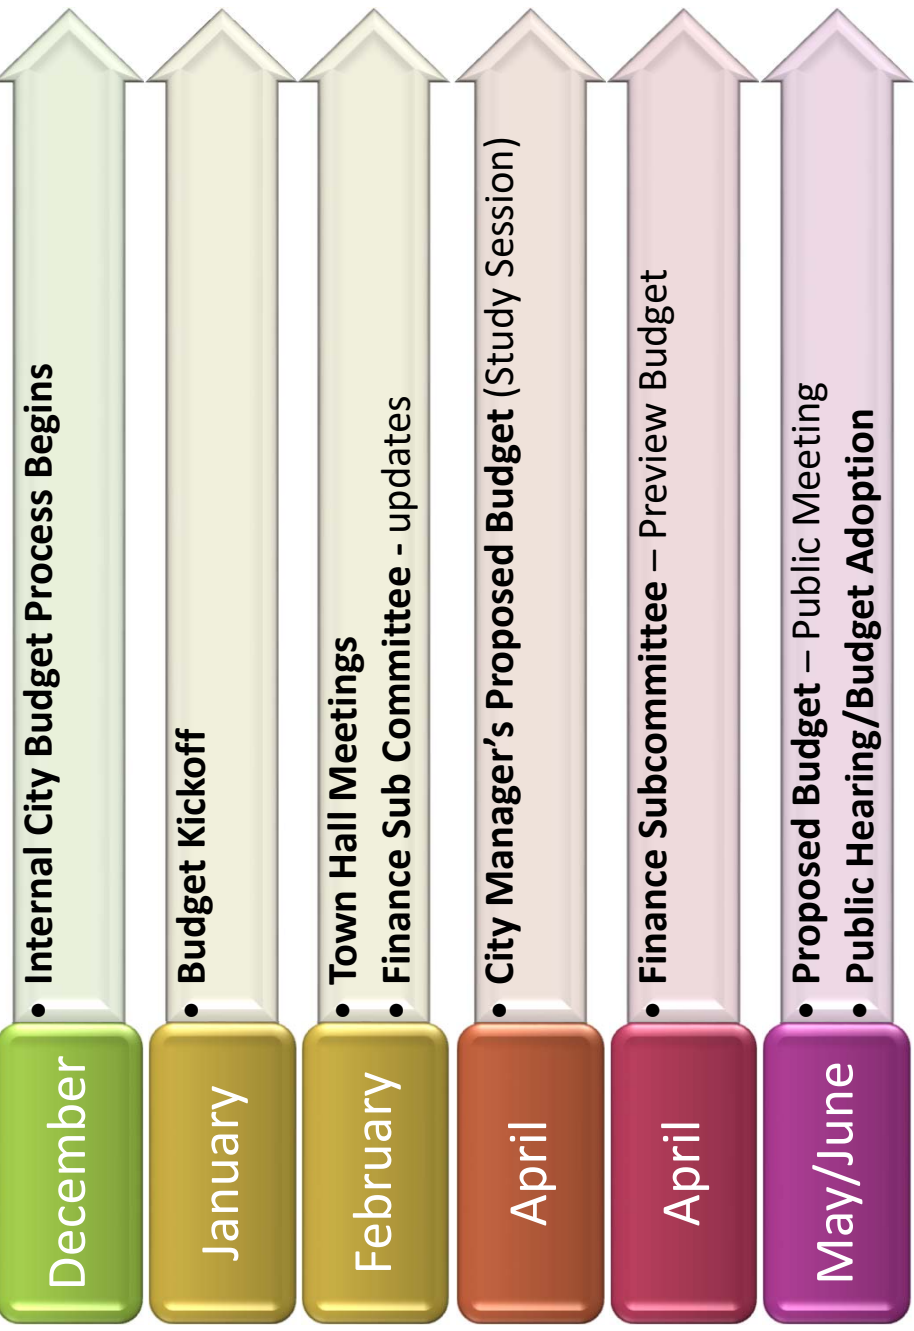 December
• Internal City Budget Process Begins
January
• Budget Kickoff
February
• Town Hall Meetings
• Finance Sub Committee - updates
April
• City Manager’s Proposed Budget (Study Session)
April
• Finance Subcommittee – Preview Budget
May/June
• Proposed Budget – Public Meeting
• Public Hearing/Budget Adoption